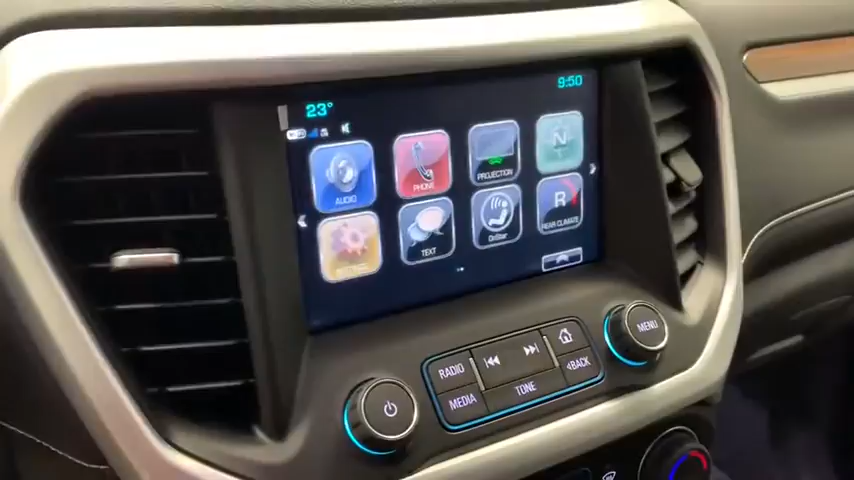 23°
9:50
AUDIO
PHONE
PROJECTION
N
TEXT
OnStar
R
REAR CLIMATE
RADIO
MEDIA
TONE
BACK
MENU